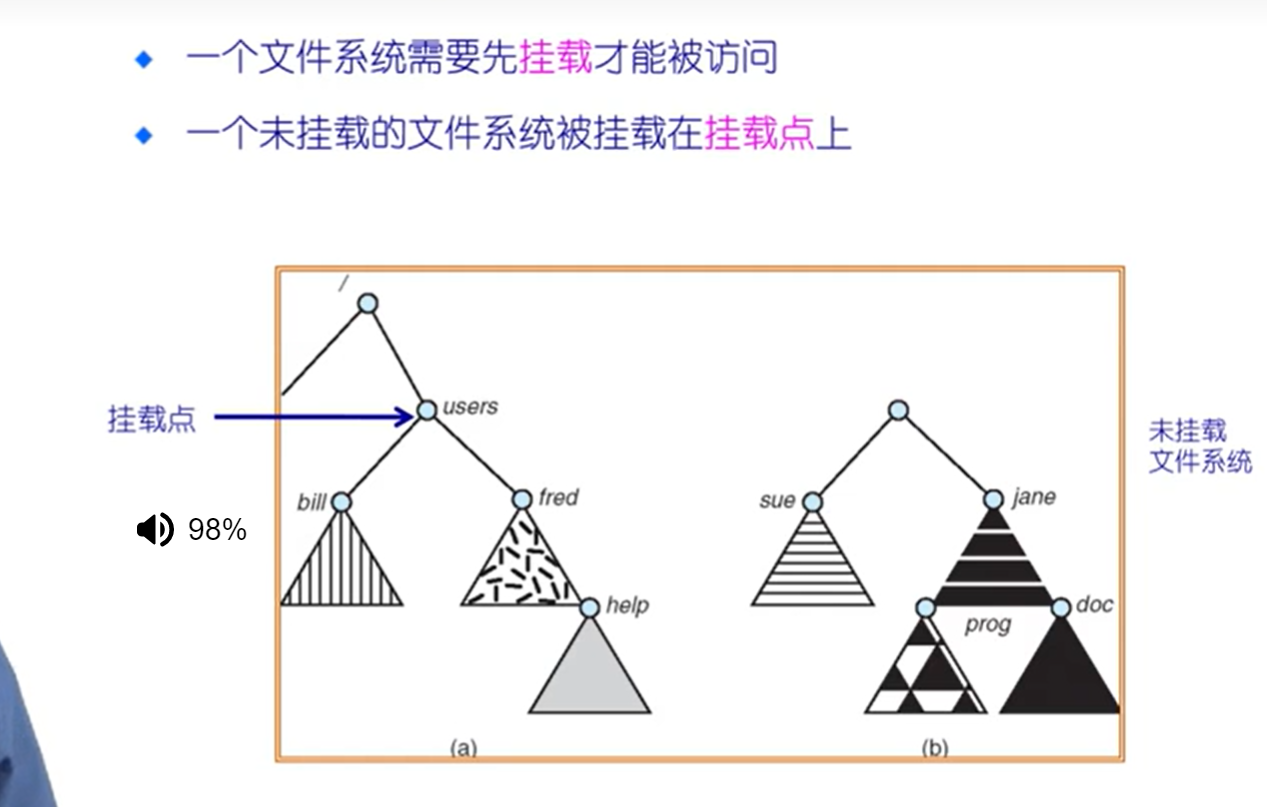 一个文件系统需要先挂载才能被访问
一个未挂载的文件系统被挂载在挂载点上
/
挂载点
users
未挂载
文件系统
bill
fred
sue
jane
98%
help
prog
doc
(a)
(b)